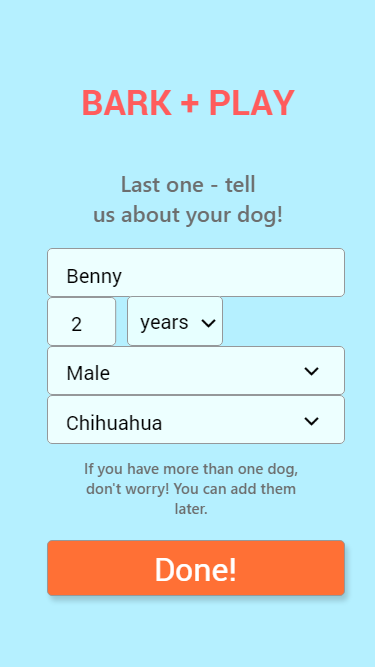 BARK + PLAY
Last one - tell
us about your dog!
Benny
2 years
Male
Chihuahua
If you have more than one dog,
don't worry! You can add them
later.
Done!